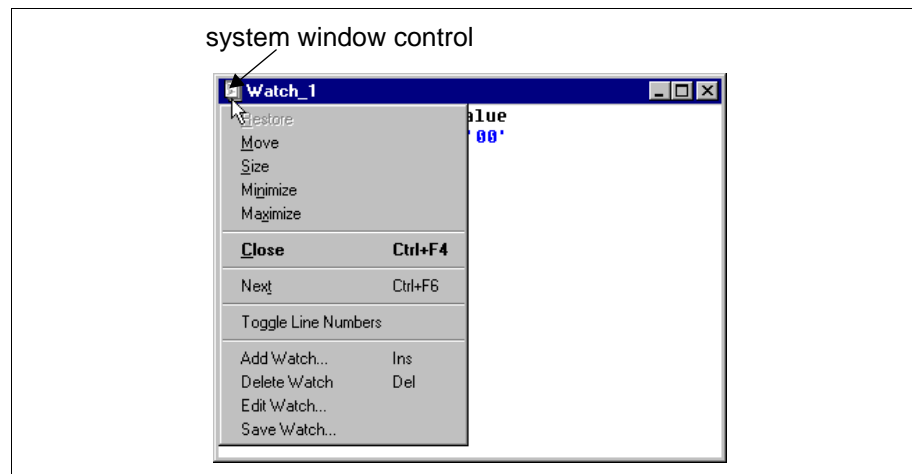 system window control
Watch_1
Restore
alue
Move
'00'
Size
Minimize
Maximize
Close Ctrl+F4
Next Ctrl+F6
Toggle Line Numbers
Add Watch... Ins
Delete Watch Del
Edit Watch...
Save Watch...